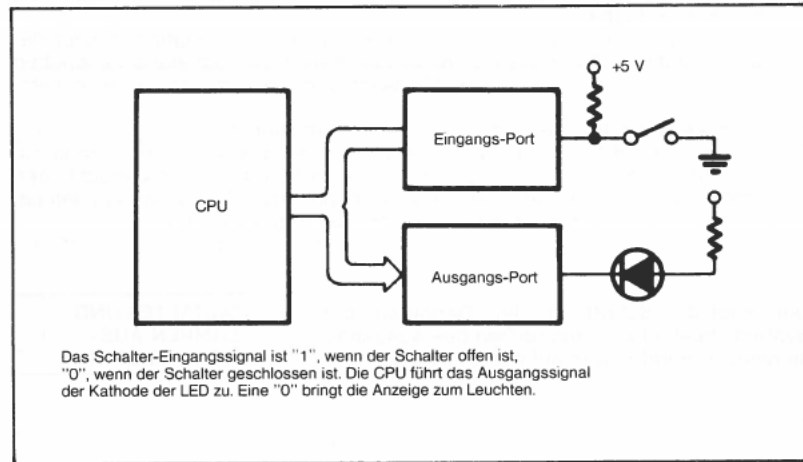 +5 V
Eingangs-Port
CPU
Ausgangs-Port
Das Schalter-Eingangssignal ist "1", wenn der Schalter offen ist,
"0", wenn der Schalter geschlossen ist. Die CPU führt das Ausgangssignal
der Kathode der LED zu. Eine "0" bringt die Anzeige zum Leuchten.